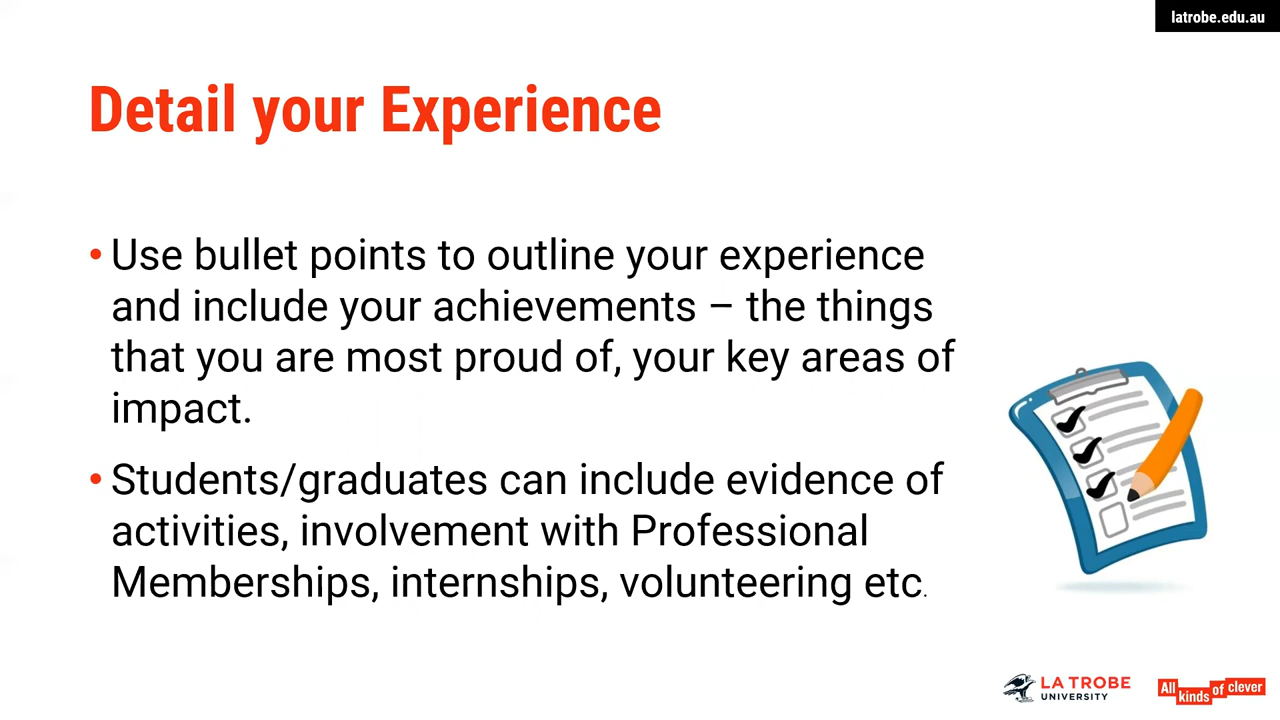 latrobe.edu.au
Detail your Experience
• Use bullet points to outline your experience
and include your achievements – the things
that you are most proud of, your key areas of
impact.
• Students/graduates can include evidence of
activities, involvement with Professional
Memberships, internships, volunteering etc.
LA TROBE
UNIVERSITY
All kinds of clever